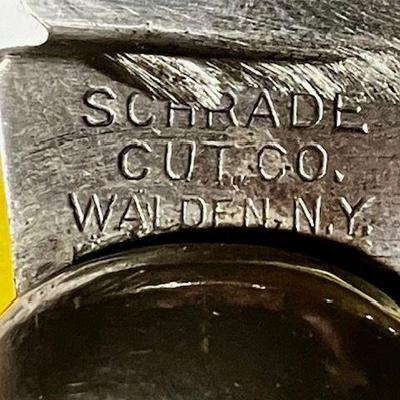 SCHRADE
CUT. CO.
WALDEN, N.Y.